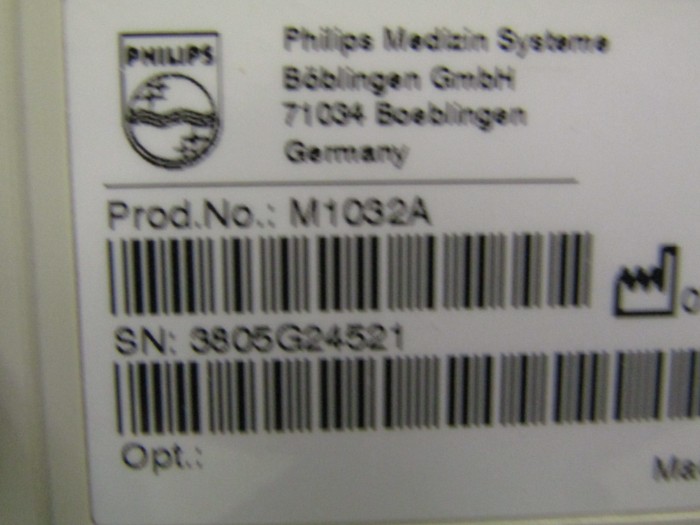 PHILIPS
Philips Medizin Systeme
Böblingen GmbH
71034 Boeblingen
Germany
Prod.No.: M1032A
SN: 3805G24521
Opt.: